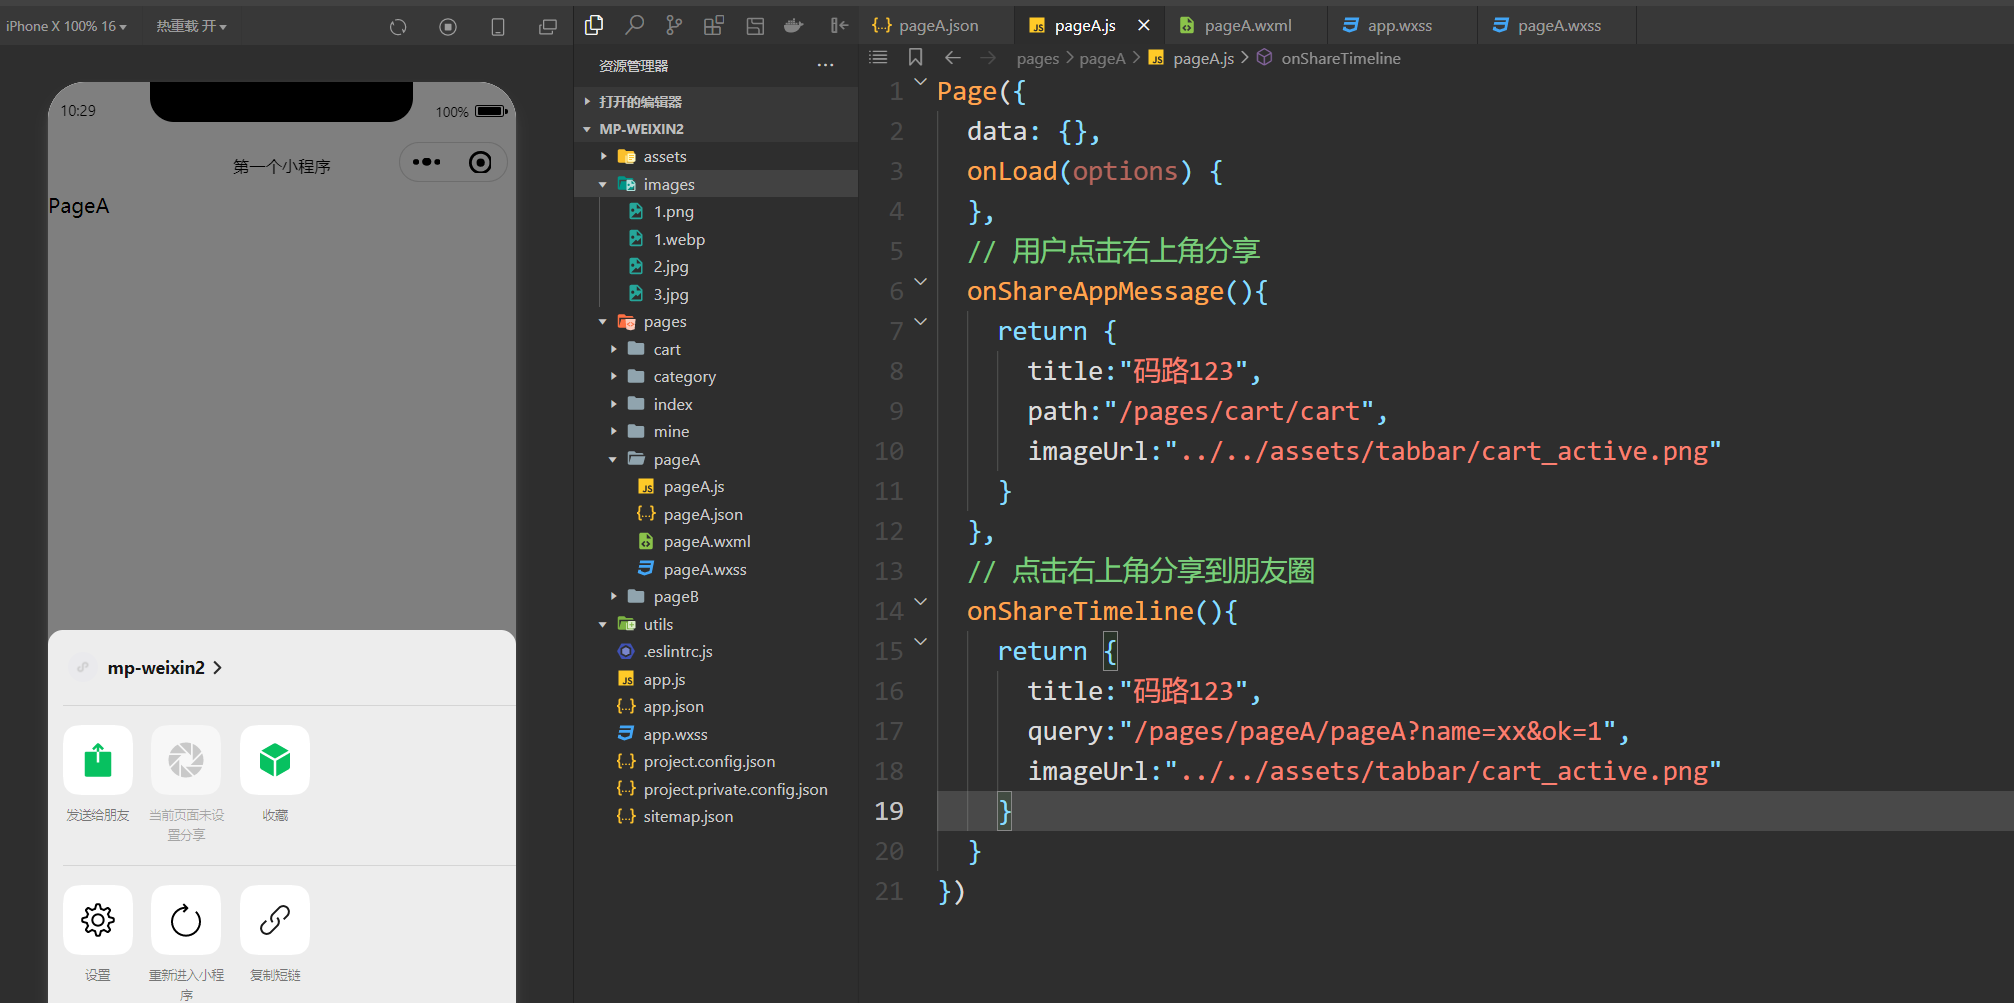 iPhone X 100% 16
热重载 开
10:29
100%
第一个小程序
PageA
mp-weixin2
发送给朋友
当前页面未设
置分享
收藏
设置
重新进入小程
序
复制短链
资源管理器
打开的编辑器
MP-WEIXIN2
assets
images
1.png
1.webp
2.jpg
3.jpg
pages
cart
category
index
mine
pageA
pageA.js
pageA.json
pageA.wxml
pageA.wxss
pageB
utils
.eslintrc.js
app.js
app.json
app.wxss
project.config.json
project.private.config.json
sitemap.json
pageA.json
pageA.js
pageA.wxml
app.wxss
pageA.wxss
pages > pageA > pageA.js > onShareTimeline
1 Page({
2 data: {},
3 onLoad(options) {
4 },
5 // 用户点击右上角分享
6 onShareAppMessage(){
7 return {
8 title:"码路123",
9 path:"/pages/cart/cart",
10 imageUrl:"../../assets/tabbar/cart_active.png"
11 }
12 },
13 // 点击右上角分享到朋友圈
14 onShareTimeline(){
15 return {
16 title:"码路123",
17 query:"/pages/pageA/pageA?name=xx&ok=1",
18 imageUrl:"../../assets/tabbar/cart_active.png"
19 }
20 }
21 })